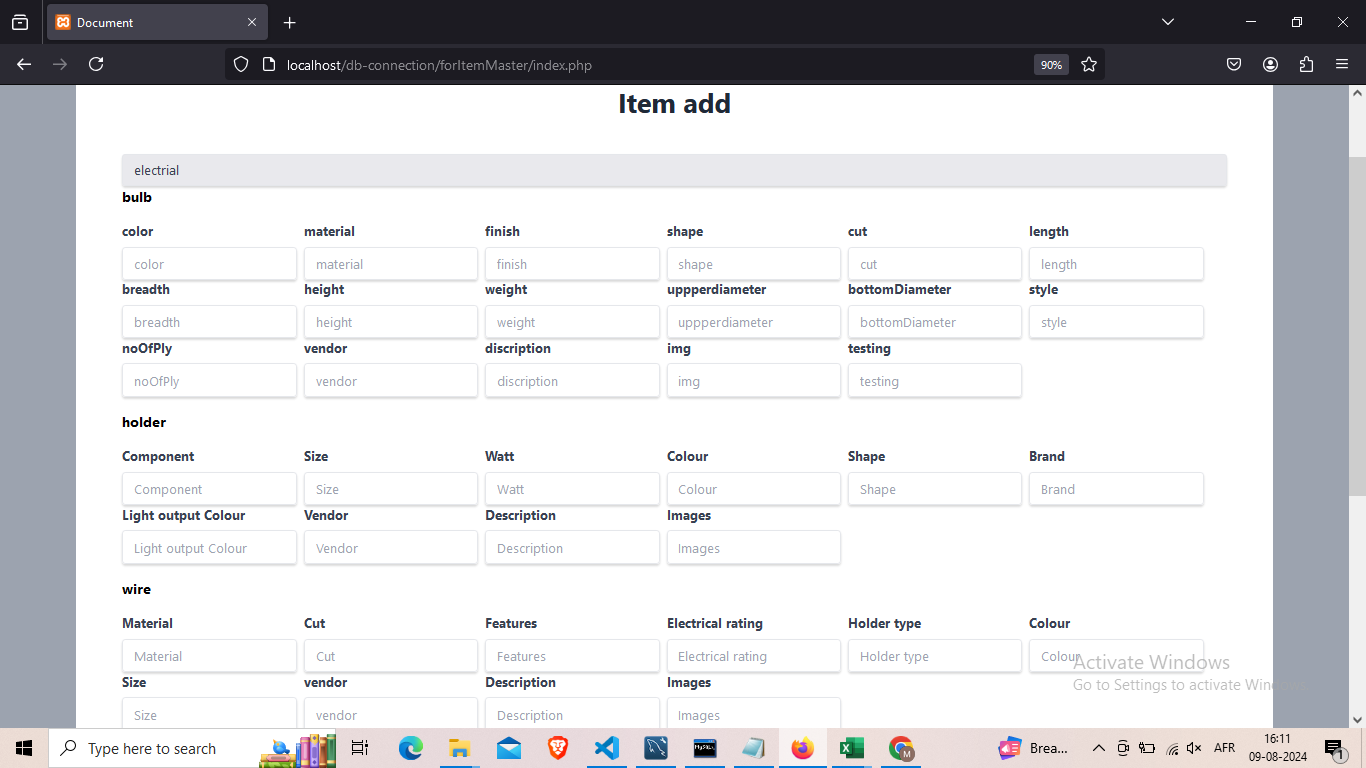 Document
localhost/db-connection/forItemMaster/index.php
90%
Item add
electrial
bulb
color material finish shape cut length
color material finish shape cut length
breadth height weight uppperdiameter bottomDiameter style
breadth height weight uppperdiameter bottomDiameter style
noOfPly vendor discription img testing
noOfPly vendor discription img testing
holder
Component Size Watt Colour Shape Brand
Component Size Watt Colour Shape Brand
Light output Colour Vendor Description Images
Light output Colour Vendor Description Images
wire
Material Cut Features Electrical rating Holder type Colour
Material Cut Features Electrical rating Holder type Colour
Activate Windows
Size vendor Description Images
Go to Settings to activate Windows
Size vendor Description Images
Type here to search
Brea...
AFR
16:11
09-08-2024
1